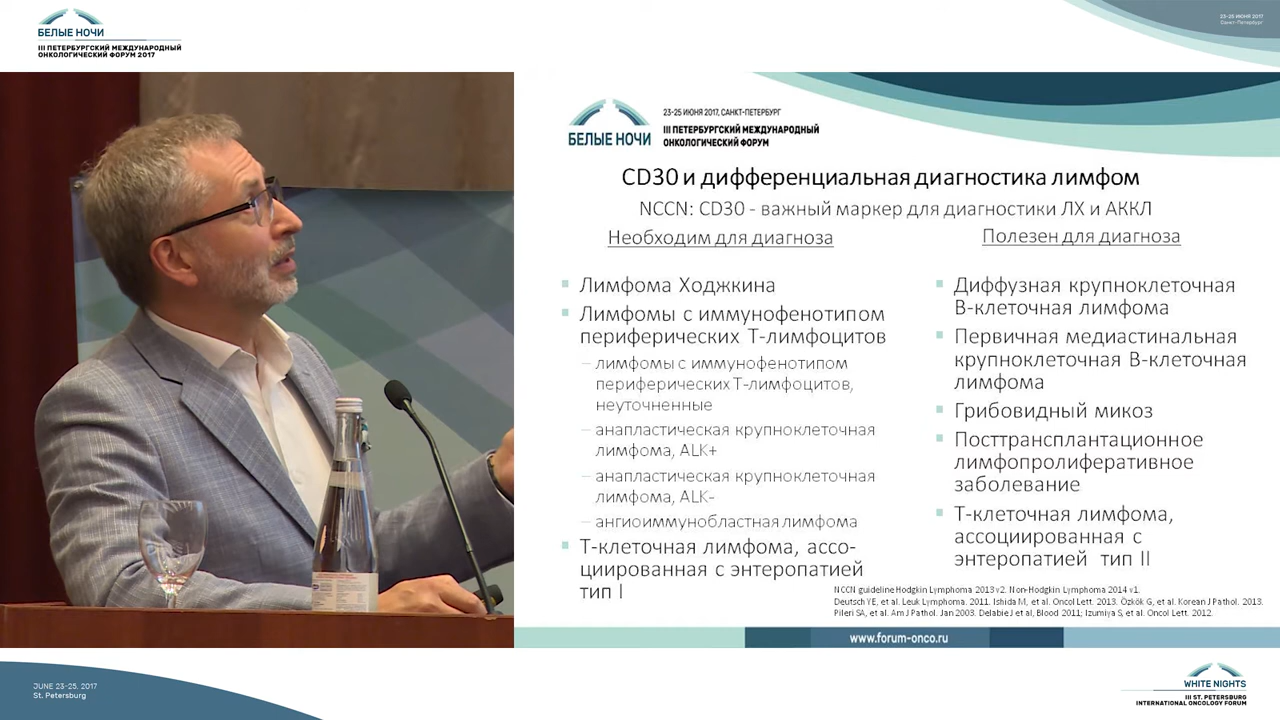 БЕЛЫЕ НОЧИ
III ПЕТЕРБУРГСКИЙ МЕЖДУНАРОДНЫЙ
ОНКОЛОГИЧЕСКИЙ ФОРУМ 2017
23-25 ИЮНЯ 2017
Санкт-Петербург
23-25 ИЮНЯ 2017, САНКТ-ПЕТЕРБУРГ
БЕЛЫЕ НОЧИ
III ПЕТЕРБУРГСКИЙ МЕЖДУНАРОДНЫЙ
ОНКОЛОГИЧЕСКИЙ ФОРУМ
CD30 и дифференциальная диагностика лимфом
NCCN: CD30 - важный маркер для диагностики ЛХ и АККЛ
Необходим для диагноза
Лимфома Ходжкина
Лимфомы с иммунофенотипом
периферических Т-лимфоцитов
– лимфомы с иммунофенотипом
периферических Т-лимфоцитов,
неуточненные
– анапластическая крупноклеточная
лимфома, ALK+
– анапластическая крупноклеточная
лимфома, ALK-
– ангиоиммунобластная лимфома
Т-клеточная лимфома, ассо-
циированная с энтеропатией
тип I
Полезен для диагноза
Диффузная крупноклеточная
В-клеточная лимфома
Первичная медиастинальная
крупноклеточная В-клеточная
лимфома
Грибовидный микоз
Посттрансплантационное
лимфопролиферативное
заболевание
Т-клеточная лимфома,
ассоциированная с
энтеропатией тип II
NCCN guideline Hodgkin Lymphoma 2013 v2. Non-Hodgkin Lymphoma 2014 v1.
Deutsch YE, et al. Leuk Lymphoma. 2011. Ishida M, et al. Oncol Lett. 2013. Özkök G, et al. Korean J Pathol. 2013.
Pileri SA, et al. Am J Pathol. Jan 2003. Delabie J et al, Blood 2011; Izumiya S, et al. Oncol Lett. 2012.
www.forum-onco.ru
JUNE 23-25, 2017
St. Petersburg
WHITE NIGHTS
III ST. PETERSBURG
INTERNATIONAL ONCOLOGY FORUM